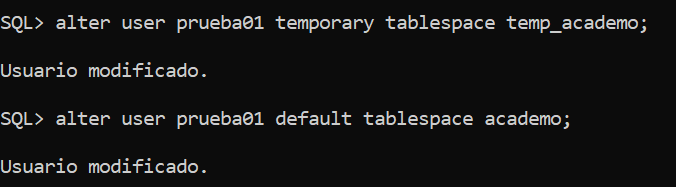 SQL> alter user prueba01 temporary tablespace temp_academo;
Usuario modificado.
SQL> alter user prueba01 default tablespace academo;
Usuario modificado.